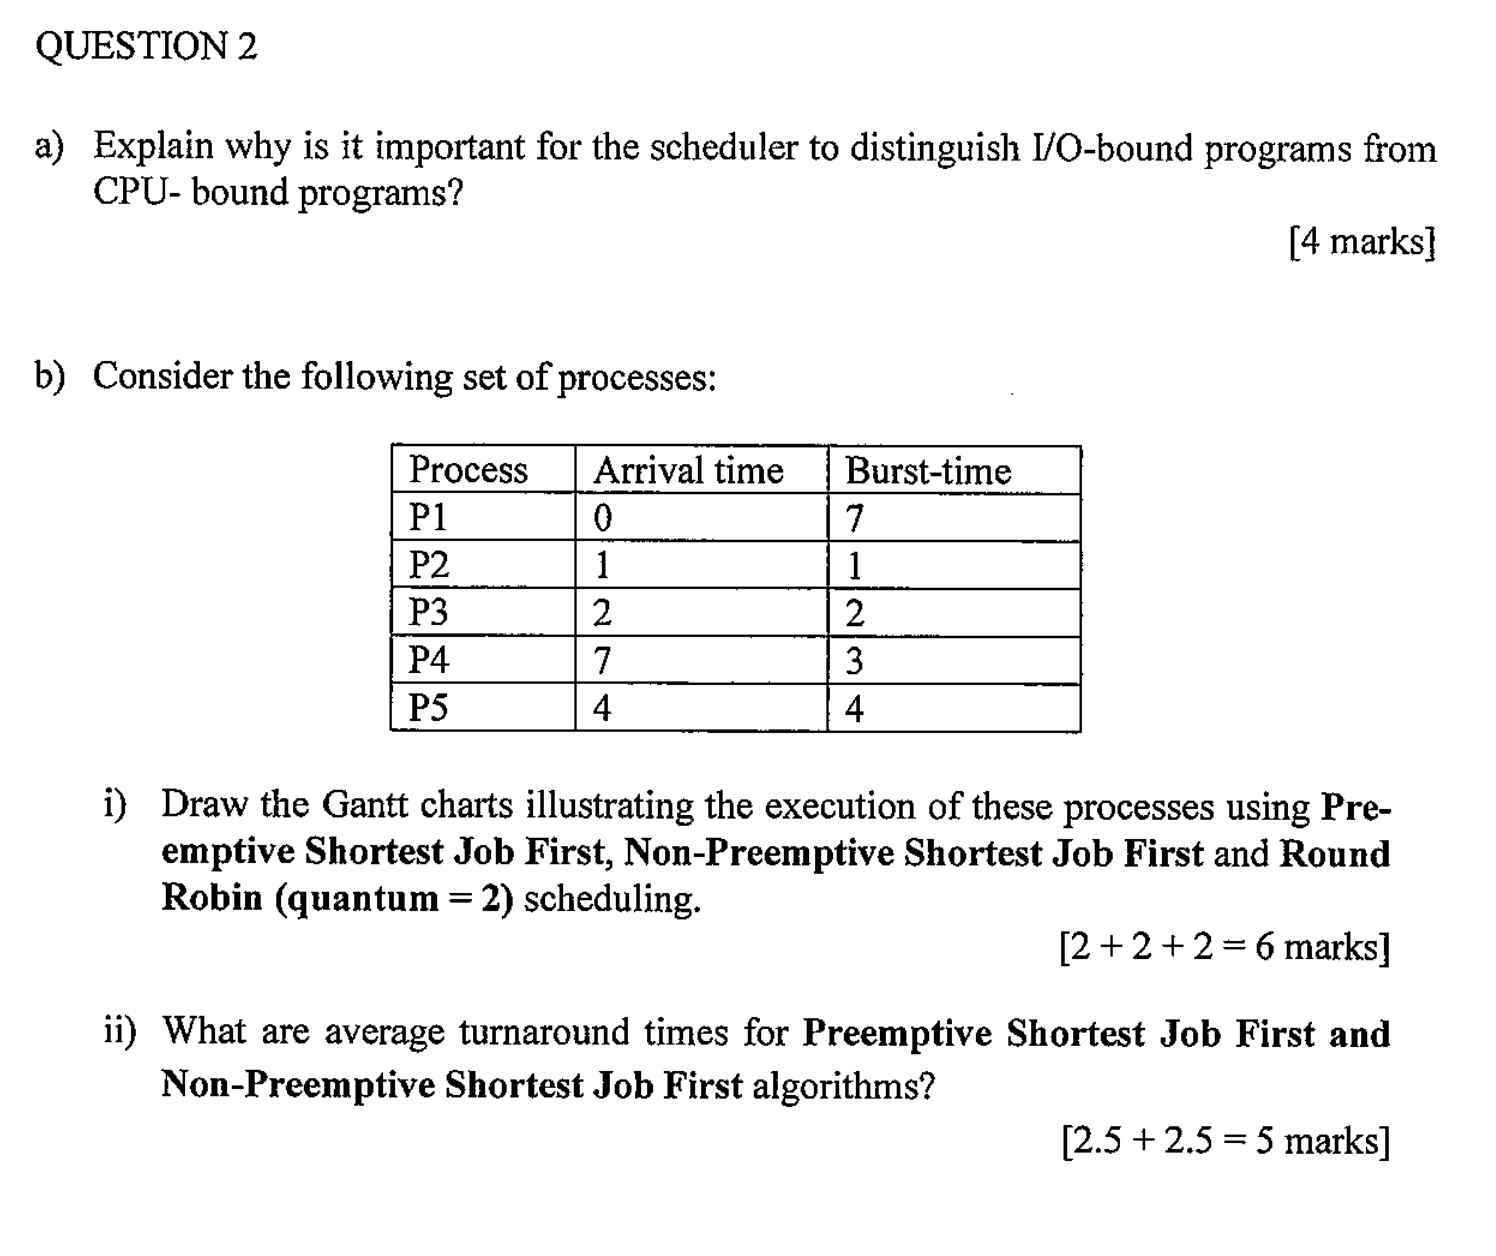 QUESTION 2
a) Explain why is it important for the scheduler to distinguish I/O-bound programs from
CPU- bound programs?
[4 marks]
b) Consider the following set of processes:
Process Arrival time Burst-time
P1 0 7
P2 1 1
P3 2 2
P4 7 3
P5 4 4
i) Draw the Gantt charts illustrating the execution of these processes using Pre-
emptive Shortest Job First, Non-Preemptive Shortest Job First and Round
Robin (quantum = 2) scheduling.
[2 + 2 + 2 = 6 marks]
ii) What are average turnaround times for Preemptive Shortest Job First and
Non-Preemptive Shortest Job First algorithms?
[2.5 + 2.5 = 5 marks]